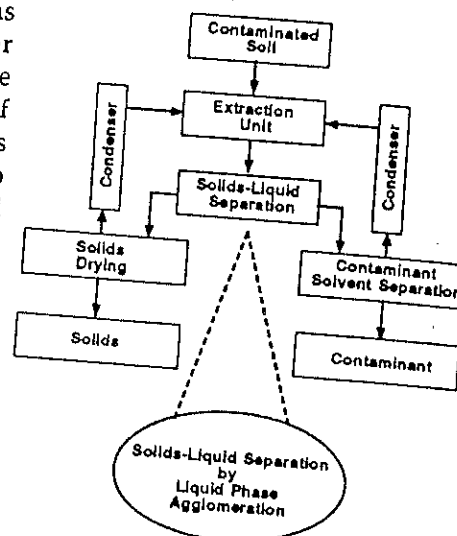 Contaminated
Soil
Extraction
Unit
Condenser
Condenser
Solids-Liquid
Separation
Solids
Drying
Contaminant
Solvent Separation
Solids
Contaminant
Solids-Liquid Separation
by
Liquid Phase
Agglomeration